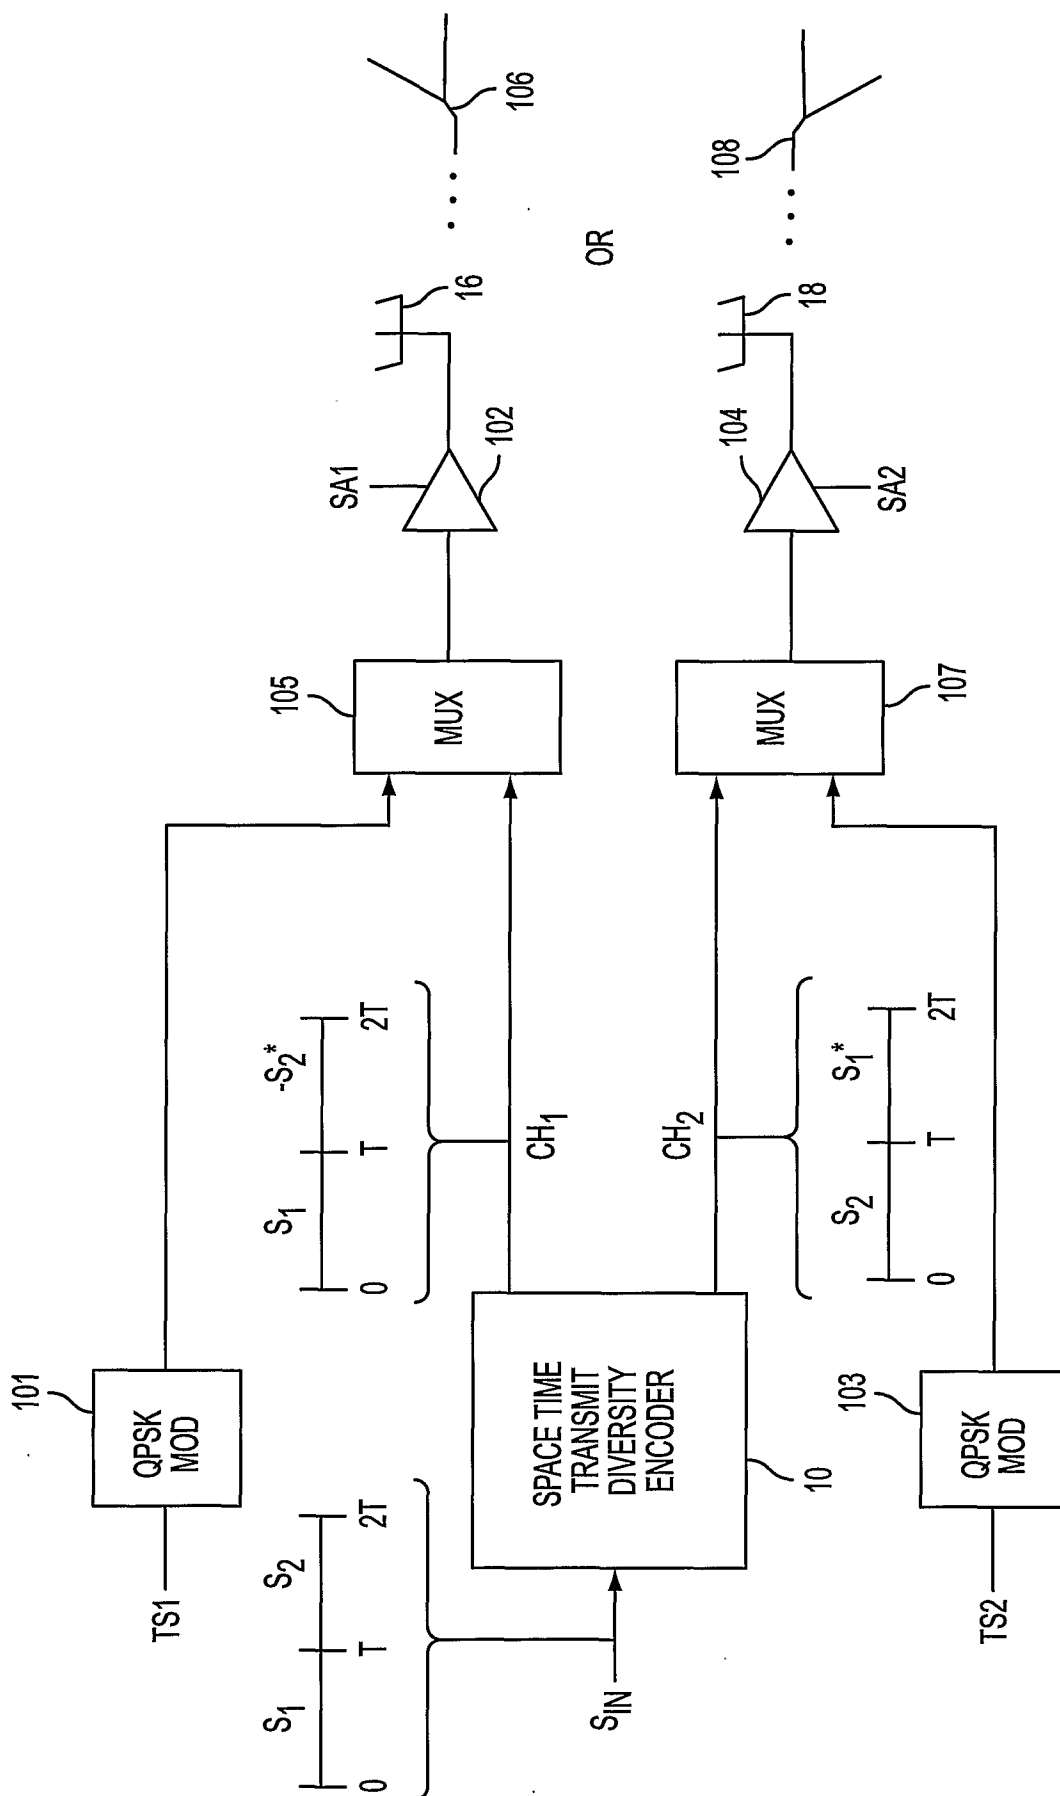 TS1
QPSK
MOD
101
S1
S2
0
T
2T
SIN
SPACE TIME
TRANSMIT
DIVERSITY
ENCODER
10
S1
-S2*
0
T
2T
CH1
CH2
S2
S1*
0
T
2T
TS2
QPSK
MOD
103
105
MUX
MUX
107
SA1
102
16
106
OR
104
SA2
18
108